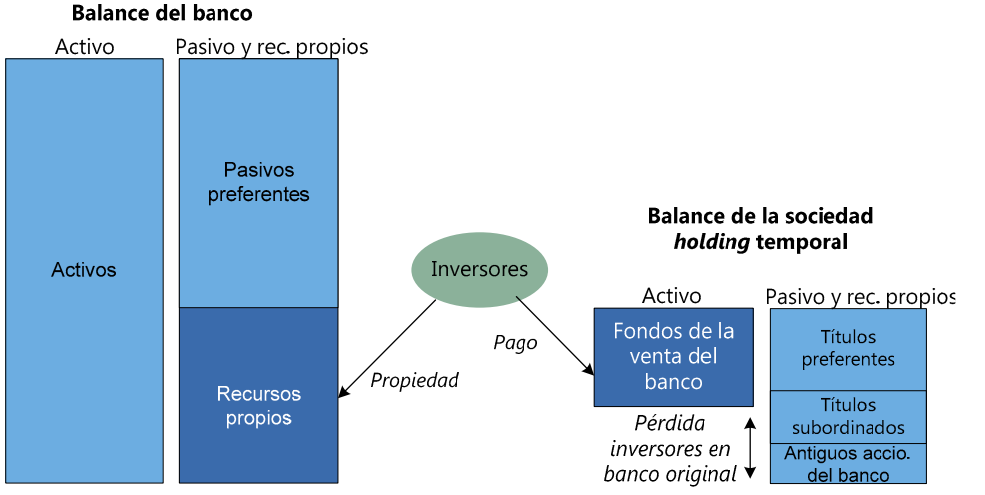 Balance del banco
Activo
Pasivo y rec. propios
Activos
Pasivos
preferentes
Recursos
propios
Inversores
Propiedad
Pago
Balance de la sociedad
holding temporal
Activo
Pasivo y rec. propios
Fondos de la
venta del
banco
Títulos
preferentes
Títulos
subordinados
Antiguos accio.
del banco
Pérdida
inversores en
banco original